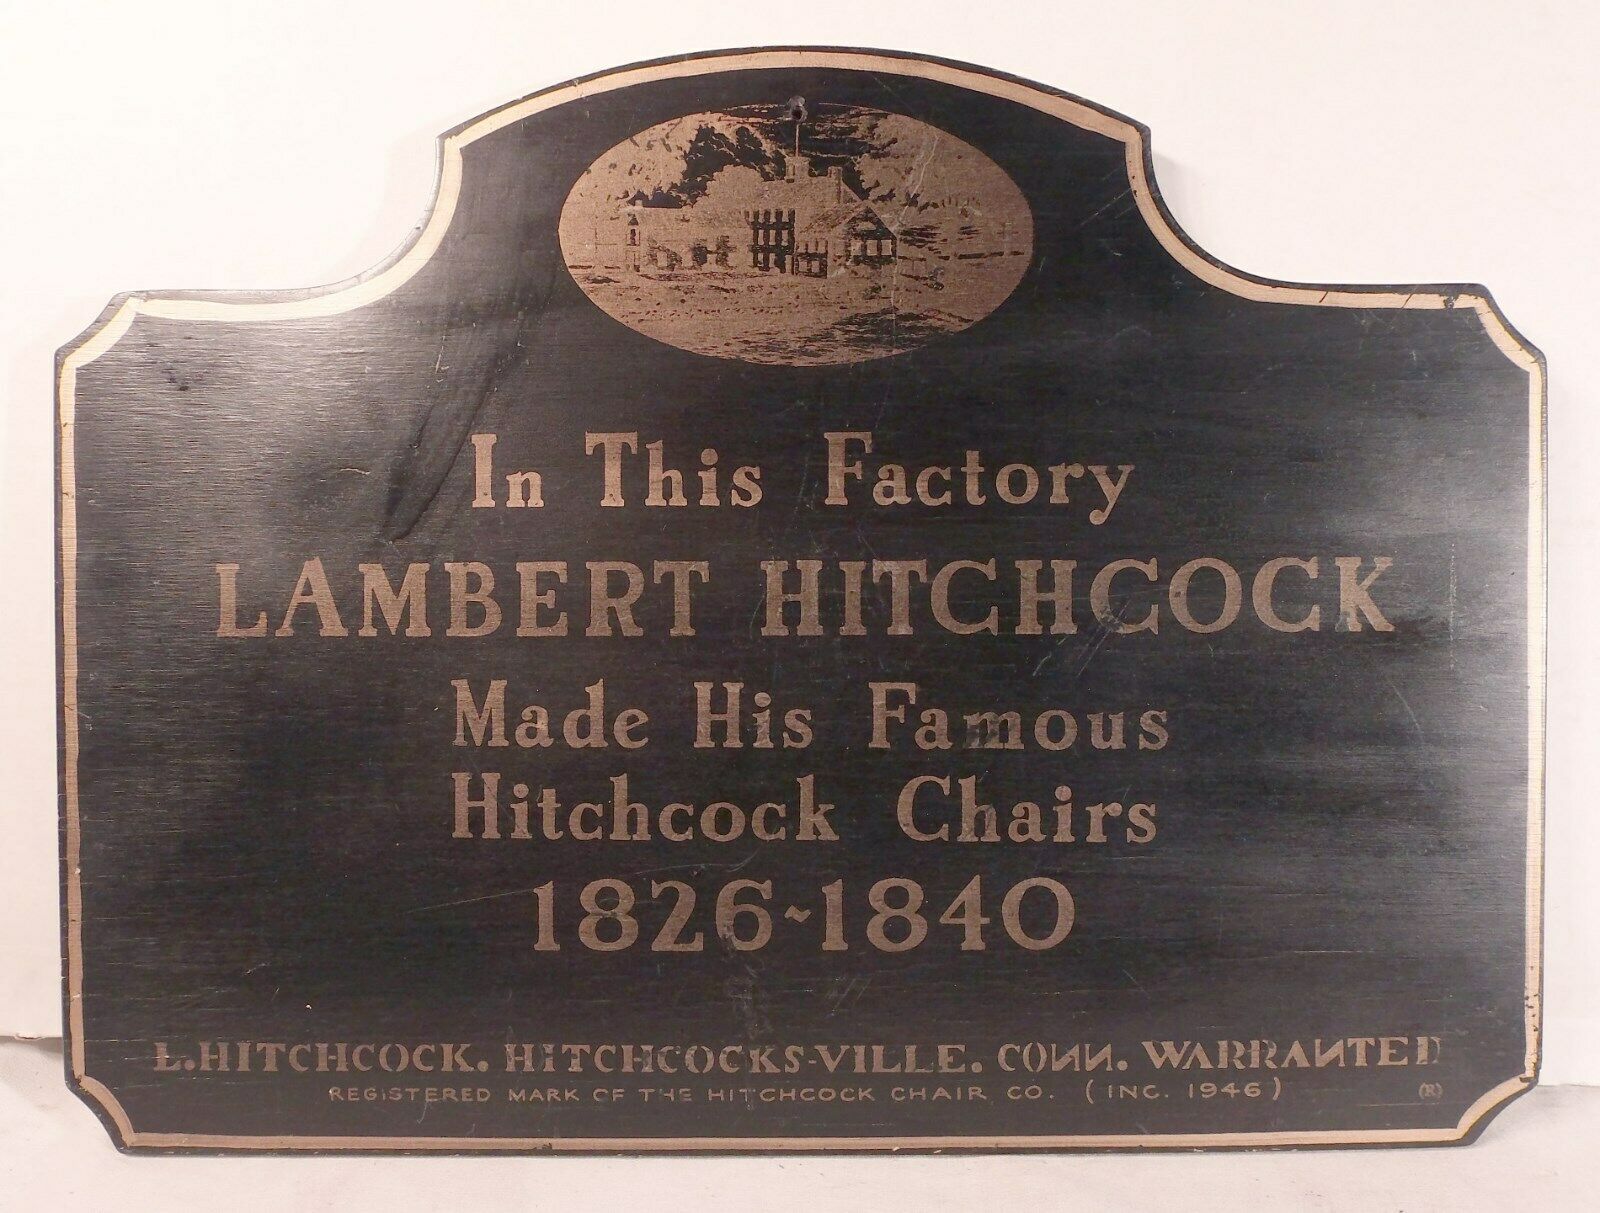 In This Factory
LAMBERT HITCHCOCK
Made His Famous
Hitchcock Chairs
1826~1840
L.HITCHCOCK. HITCHCOCKS-VILLE. CONN. WARRANTED
REGISTERED MARK OF THE HITCHCOCK CHAIR CO. (INC. 1946) (R)